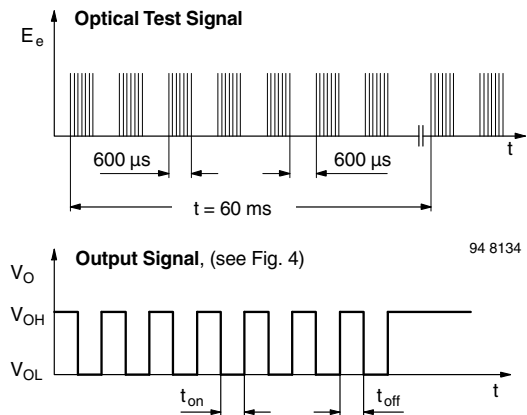 Optical Test Signal
E e
600 µs
600 µs
t
t = 60 ms
94 8134
Output Signal, (see Fig. 4)
VO
VOH
VOL
ton
toff
t